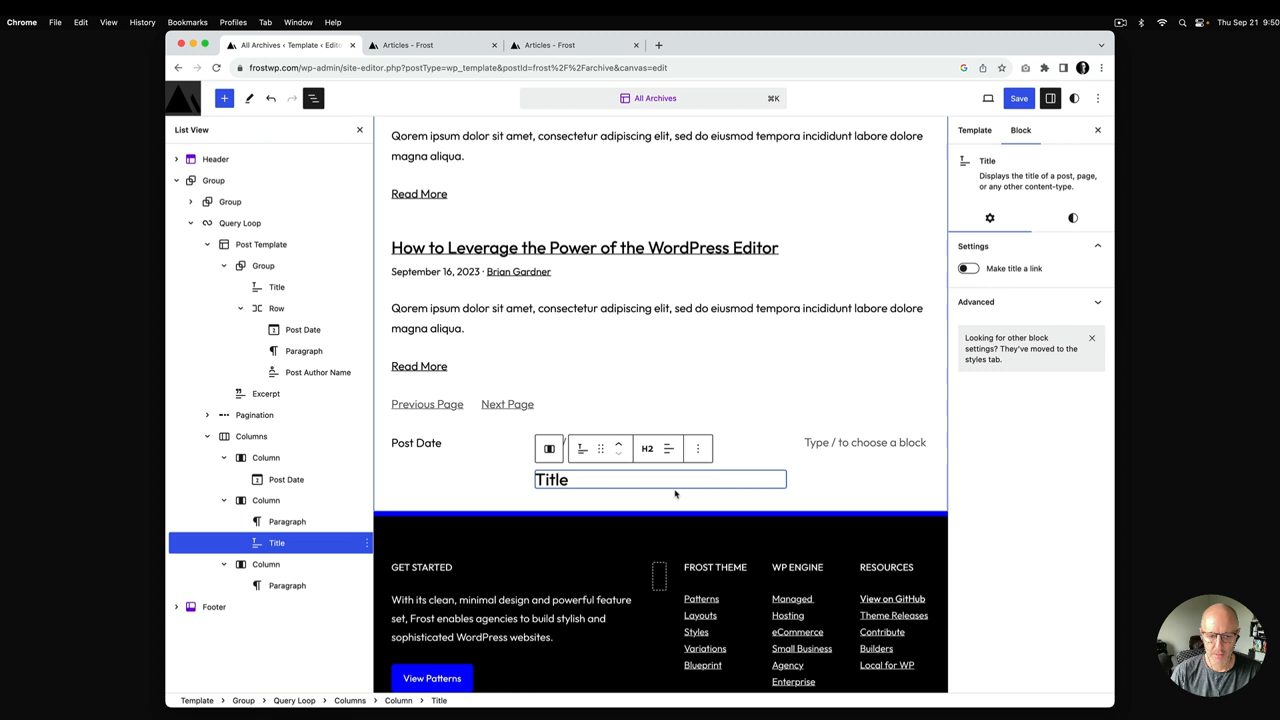 Chrome File Edit View History Bookmarks Profiles Tab Window Help Thu Sep 21 9:50
All Archives ‹ Template ‹ Edito Articles - Frost Articles - Frost
frostwp.com/wp-admin/site-editor.php?postType=wp_template&postId=frost%2F%2Farchive&canvas=edit
All Archives ⌘K Save
List View
Header
Group
Group
Query Loop
Post Template
Group
Title
Row
Post Date
Paragraph
Post Author Name
Excerpt
Pagination
Columns
Column
Post Date
Column
Paragraph
Title
Column
Paragraph
Footer
Qorem ipsum dolor sit amet, consectetur adipiscing elit, sed do eiusmod tempora incididunt labore dolore
magna aliqua.
Read More
How to Leverage the Power of the WordPress Editor
September 16, 2023 · Brian Gardner
Qorem ipsum dolor sit amet, consectetur adipiscing elit, sed do eiusmod tempora incididunt labore dolore
magna aliqua.
Read More
Previous Page Next Page
Post Date / Type / to choose a block
H2
Title
GET STARTED
With its clean, minimal design and powerful feature
set, Frost enables agencies to build stylish and
sophisticated WordPress websites.
View Patterns
FROST THEME
Patterns
Layouts
Styles
Variations
Blueprint
WP ENGINE
Managed
Hosting
eCommerce
Small Business
Agency
Enterprise
RESOURCES
View on GitHub
Theme Releases
Contribute
Builders
Local for WP
Template Block
Title
Displays the title of a post, page,
or any other content-type.
Settings
Make title a link
Advanced
Looking for other block
settings? They've moved to the
styles tab.
Template › Group › Query Loop › Columns › Column › Title